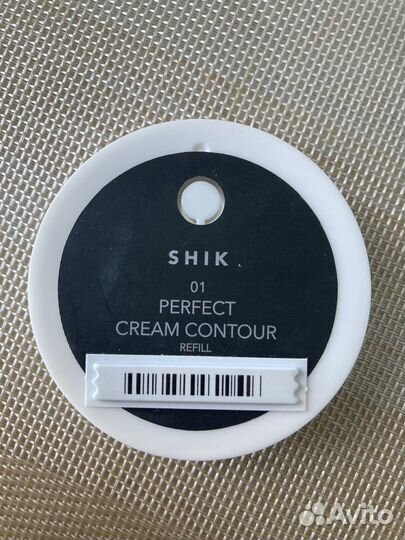 SHIK
01
PERFECT
CREAM CONTOUR
REFILL
Avito